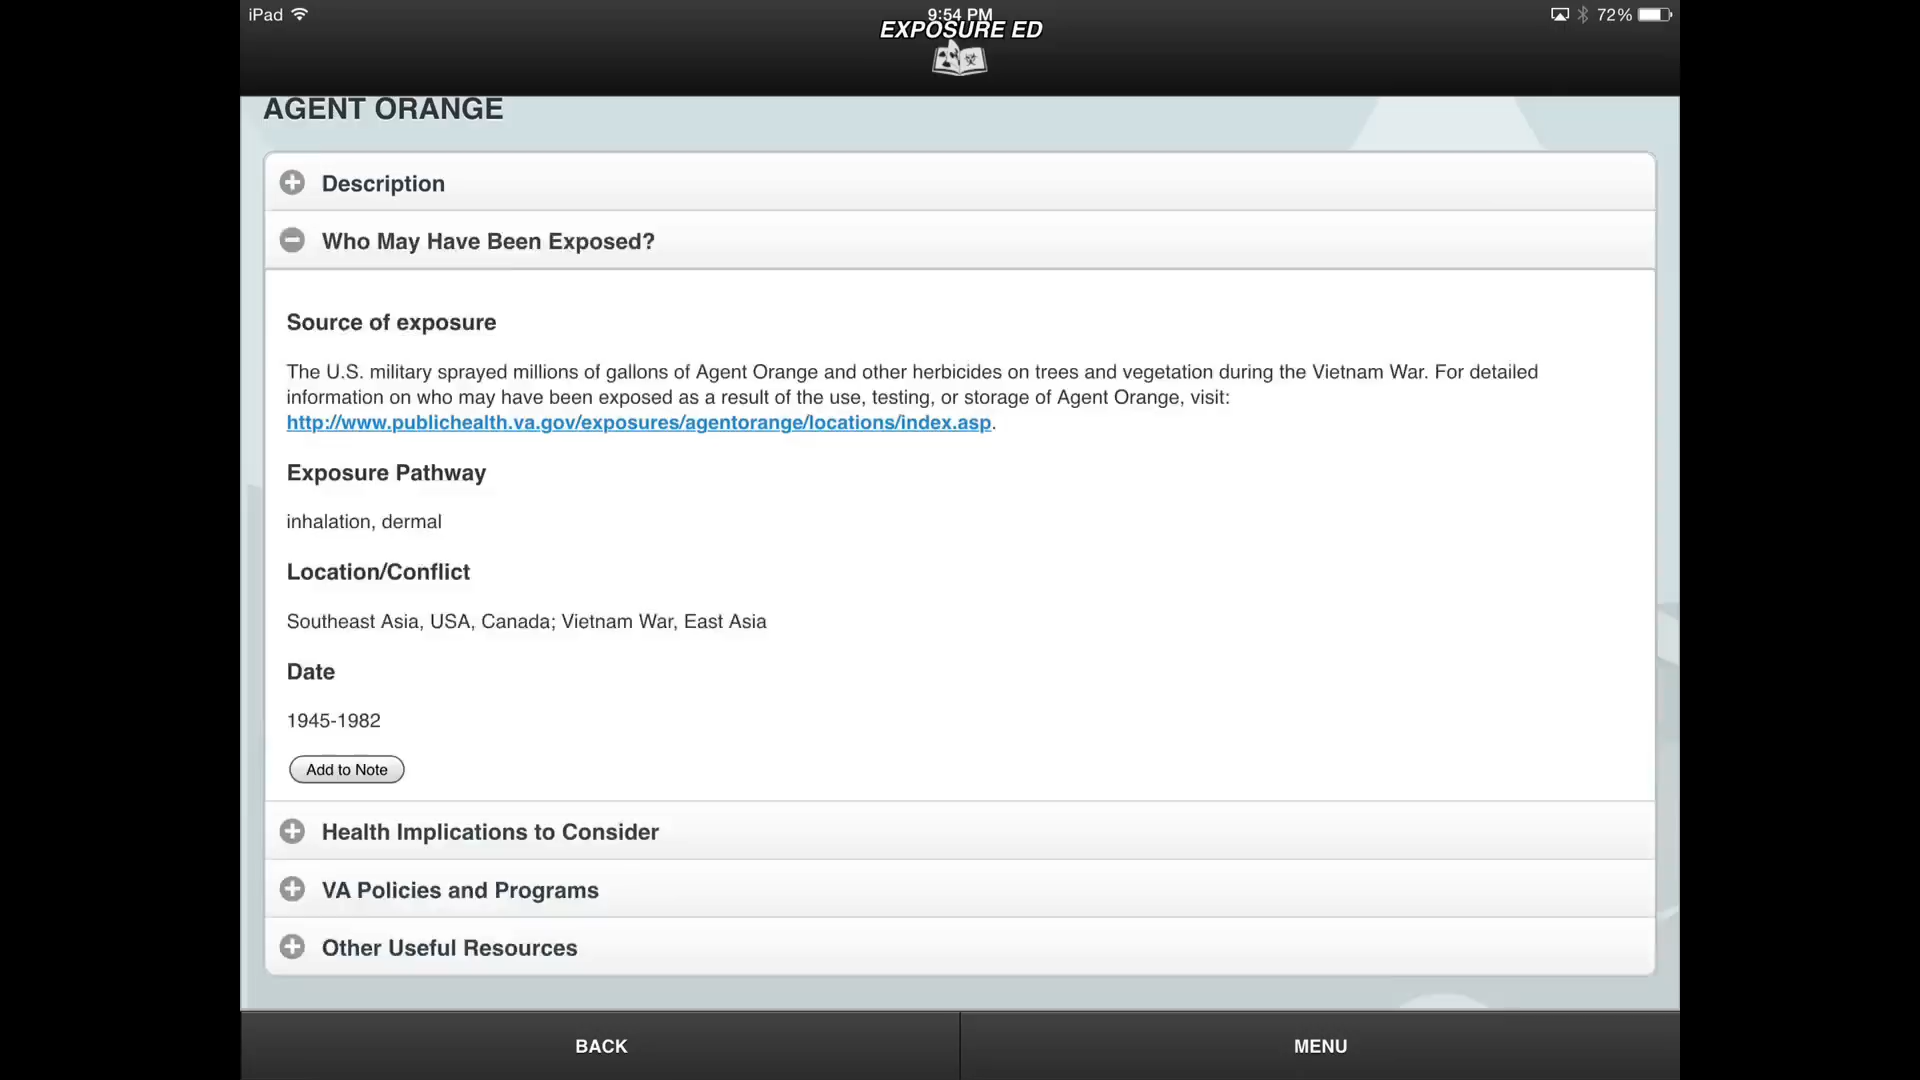 iPad
9:54 PM
72%
EXPOSURE ED
AGENT ORANGE
Description
Who May Have Been Exposed?
Source of exposure
The U.S. military sprayed millions of gallons of Agent Orange and other herbicides on trees and vegetation during the Vietnam War. For detailed
information on who may have been exposed as a result of the use, testing, or storage of Agent Orange, visit:
http://www.publichealth.va.gov/exposures/agentorange/locations/index.asp.
Exposure Pathway
inhalation, dermal
Location/Conflict
Southeast Asia, USA, Canada; Vietnam War, East Asia
Date
1945-1982
Add to Note
Health Implications to Consider
VA Policies and Programs
Other Useful Resources
BACK
MENU